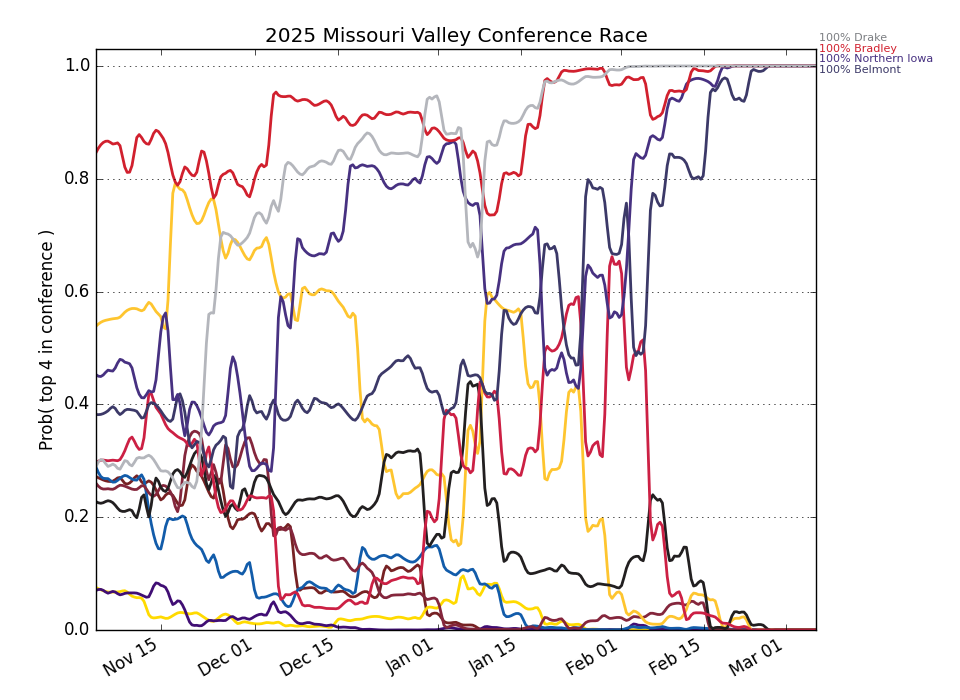 2025 Missouri Valley Conference Race
100% Drake
100% Bradley
100% Northern Iowa
100% Belmont
Prob( top 4 in conference )
1.0
0.8
0.6
0.4
0.2
0.0
Nov 15
Dec 01
Dec 15
Jan 01
Jan 15
Feb 01
Feb 15
Mar 01